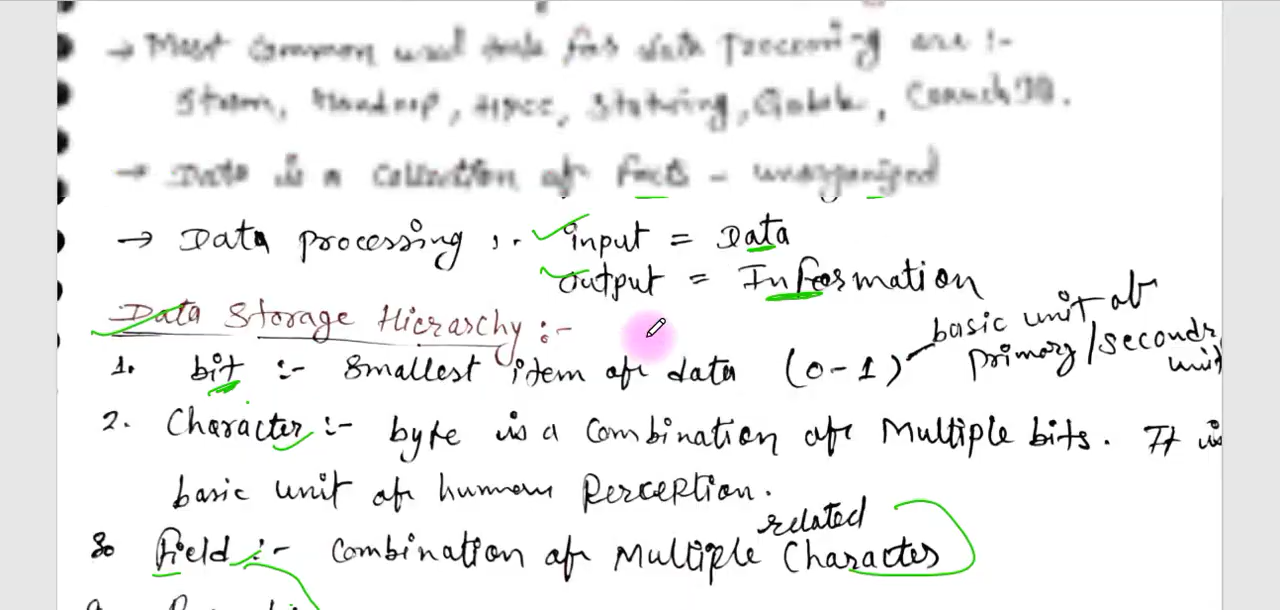 → Most common used tools for data processing are :-
Storm, Hadoop, HPCC, Statwing, Qubole, CouchDB.
→ Data is a collection of facts - unorganized
→ Data processing :- input = Data
output = Information
Data Storage Hierarchy :-
basic unit of
primary/secondr
unit
1. bit :- Smallest item of data (0-1)
2. Character :- byte is a combination of Multiple bits. It is
basic unit of human Perception.
related
3. Field :- Combination of Multiple Character